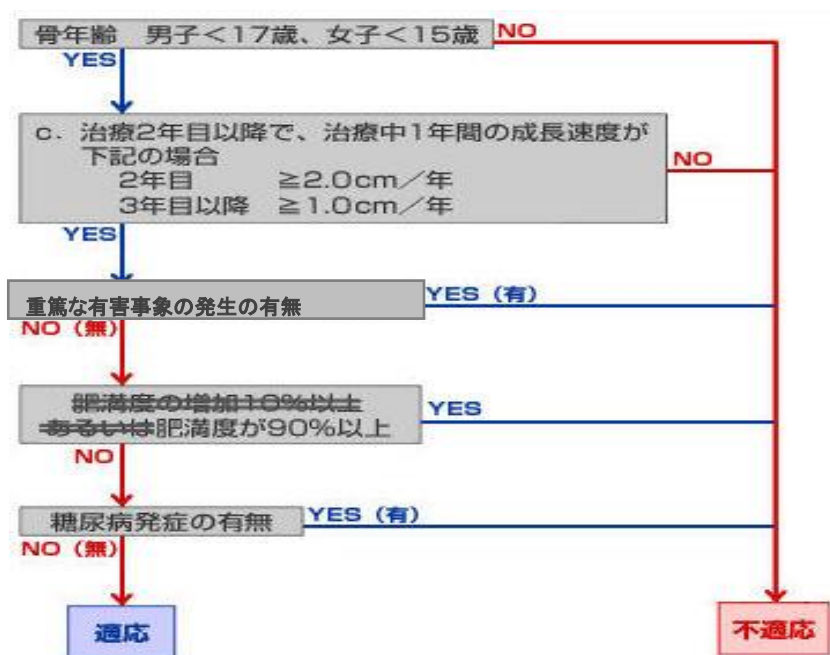 骨年齢　男子＜17歳、女子＜15歳
NO
YES
c．治療2年目以降で、治療中1年間の成長速度が
下記の場合
2年目　≧2.0cm／年
3年目以降　≧1.0cm／年
NO
YES
重篤な有害事象の発生の有無
YES（有）
NO（無）
肥満度の増加10%以上
あるいは肥満度が90%以上
YES
NO
糖尿病発症の有無
YES（有）
NO（無）
適応
不適応